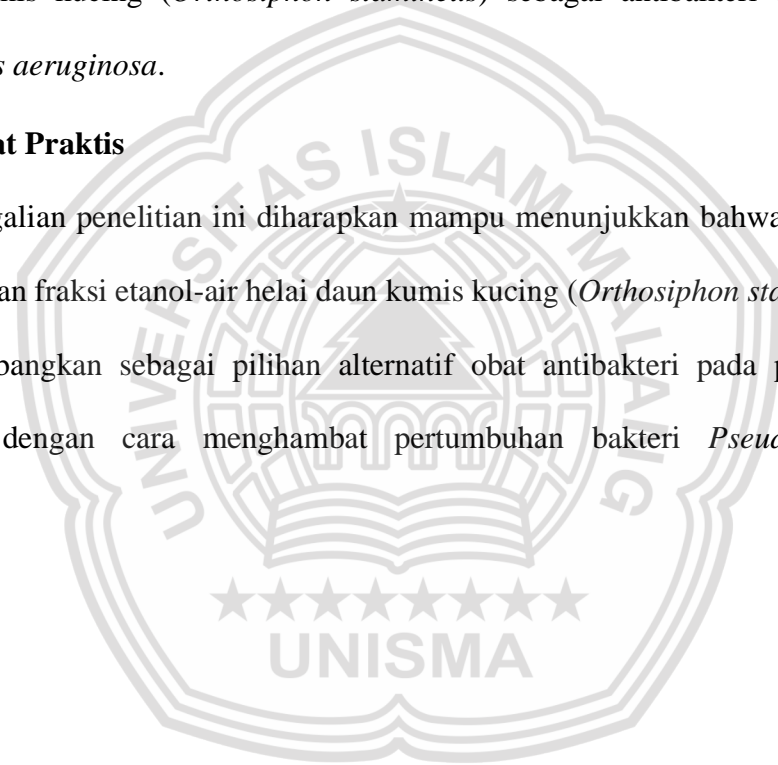 nis kucing (Orthosiphon stamineus) sebagai antibakteri
s aeruginosa.
at Praktis
galian penelitian ini diharapkan mampu menunjukkan bahwa
an fraksi etanol-air helai daun kumis kucing (Orthosiphon sta
bangkan sebagai pilihan alternatif obat antibakteri pada p
dengan cara menghambat pertumbuhan bakteri Pseud
UNIVERSITAS ISLAM MALANG
UNISMA